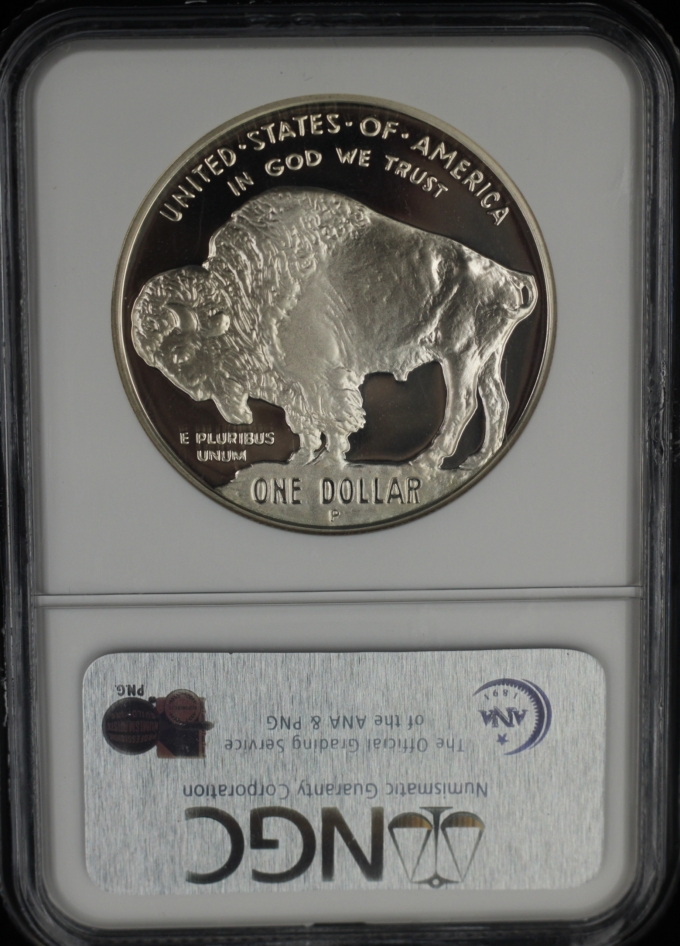 UNITED·STATES·OF·AMERICA
IN GOD WE TRUST
E PLURIBUS
UNUM
ONE DOLLAR
P
NGC
Numismatic Guaranty Corporation
The Official Grading Service
of the ANA & PNG
ANA
1891
PNG